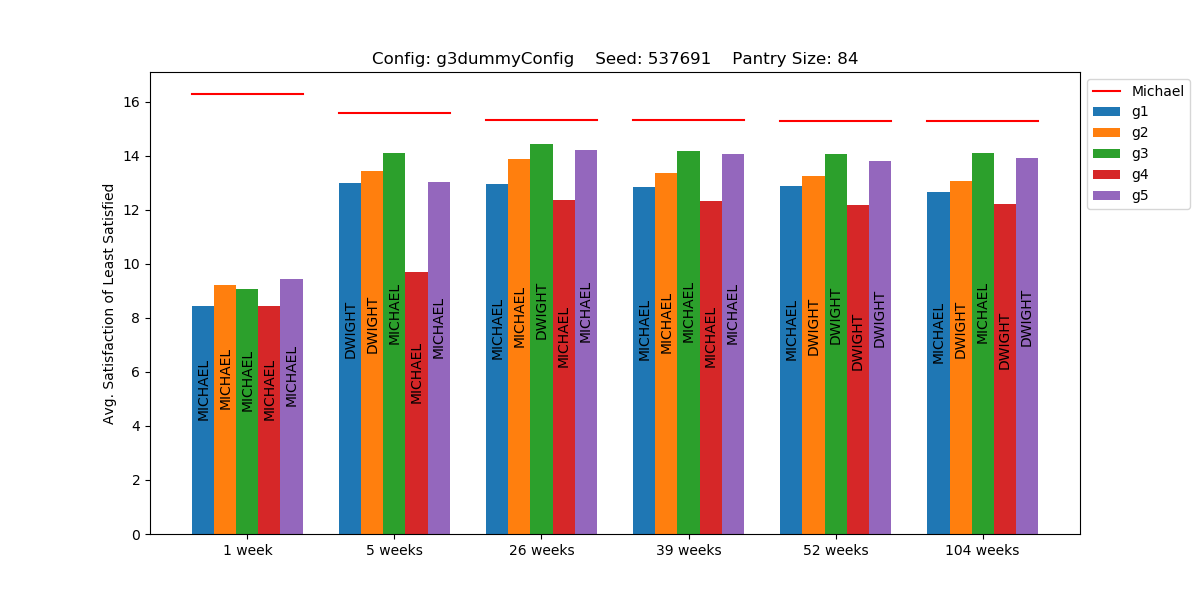 Config: g3dummyConfig    Seed: 537691    Pantry Size: 84
Avg. Satisfaction of Least Satisfied
16
14
12
10
8
6
4
2
0
MICHAEL
MICHAEL
MICHAEL
MICHAEL
MICHAEL
DWIGHT
DWIGHT
MICHAEL
MICHAEL
MICHAEL
MICHAEL
MICHAEL
DWIGHT
MICHAEL
MICHAEL
MICHAEL
MICHAEL
MICHAEL
MICHAEL
MICHAEL
MICHAEL
DWIGHT
DWIGHT
DWIGHT
DWIGHT
MICHAEL
DWIGHT
MICHAEL
DWIGHT
DWIGHT
1 week
5 weeks
26 weeks
39 weeks
52 weeks
104 weeks
Michael
g1
g2
g3
g4
g5